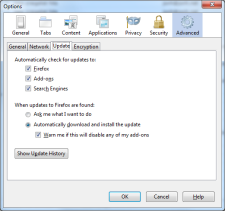 Options
General Tabs Content Applications Privacy Security Advanced
General Network Update Encryption
Automatically check for updates to:
Firefox
Add-ons
Search Engines
When updates to Firefox are found:
Ask me what I want to do
Automatically download and install the update
Warn me if this will disable any of my add-ons
Show Update History
OK Cancel Help